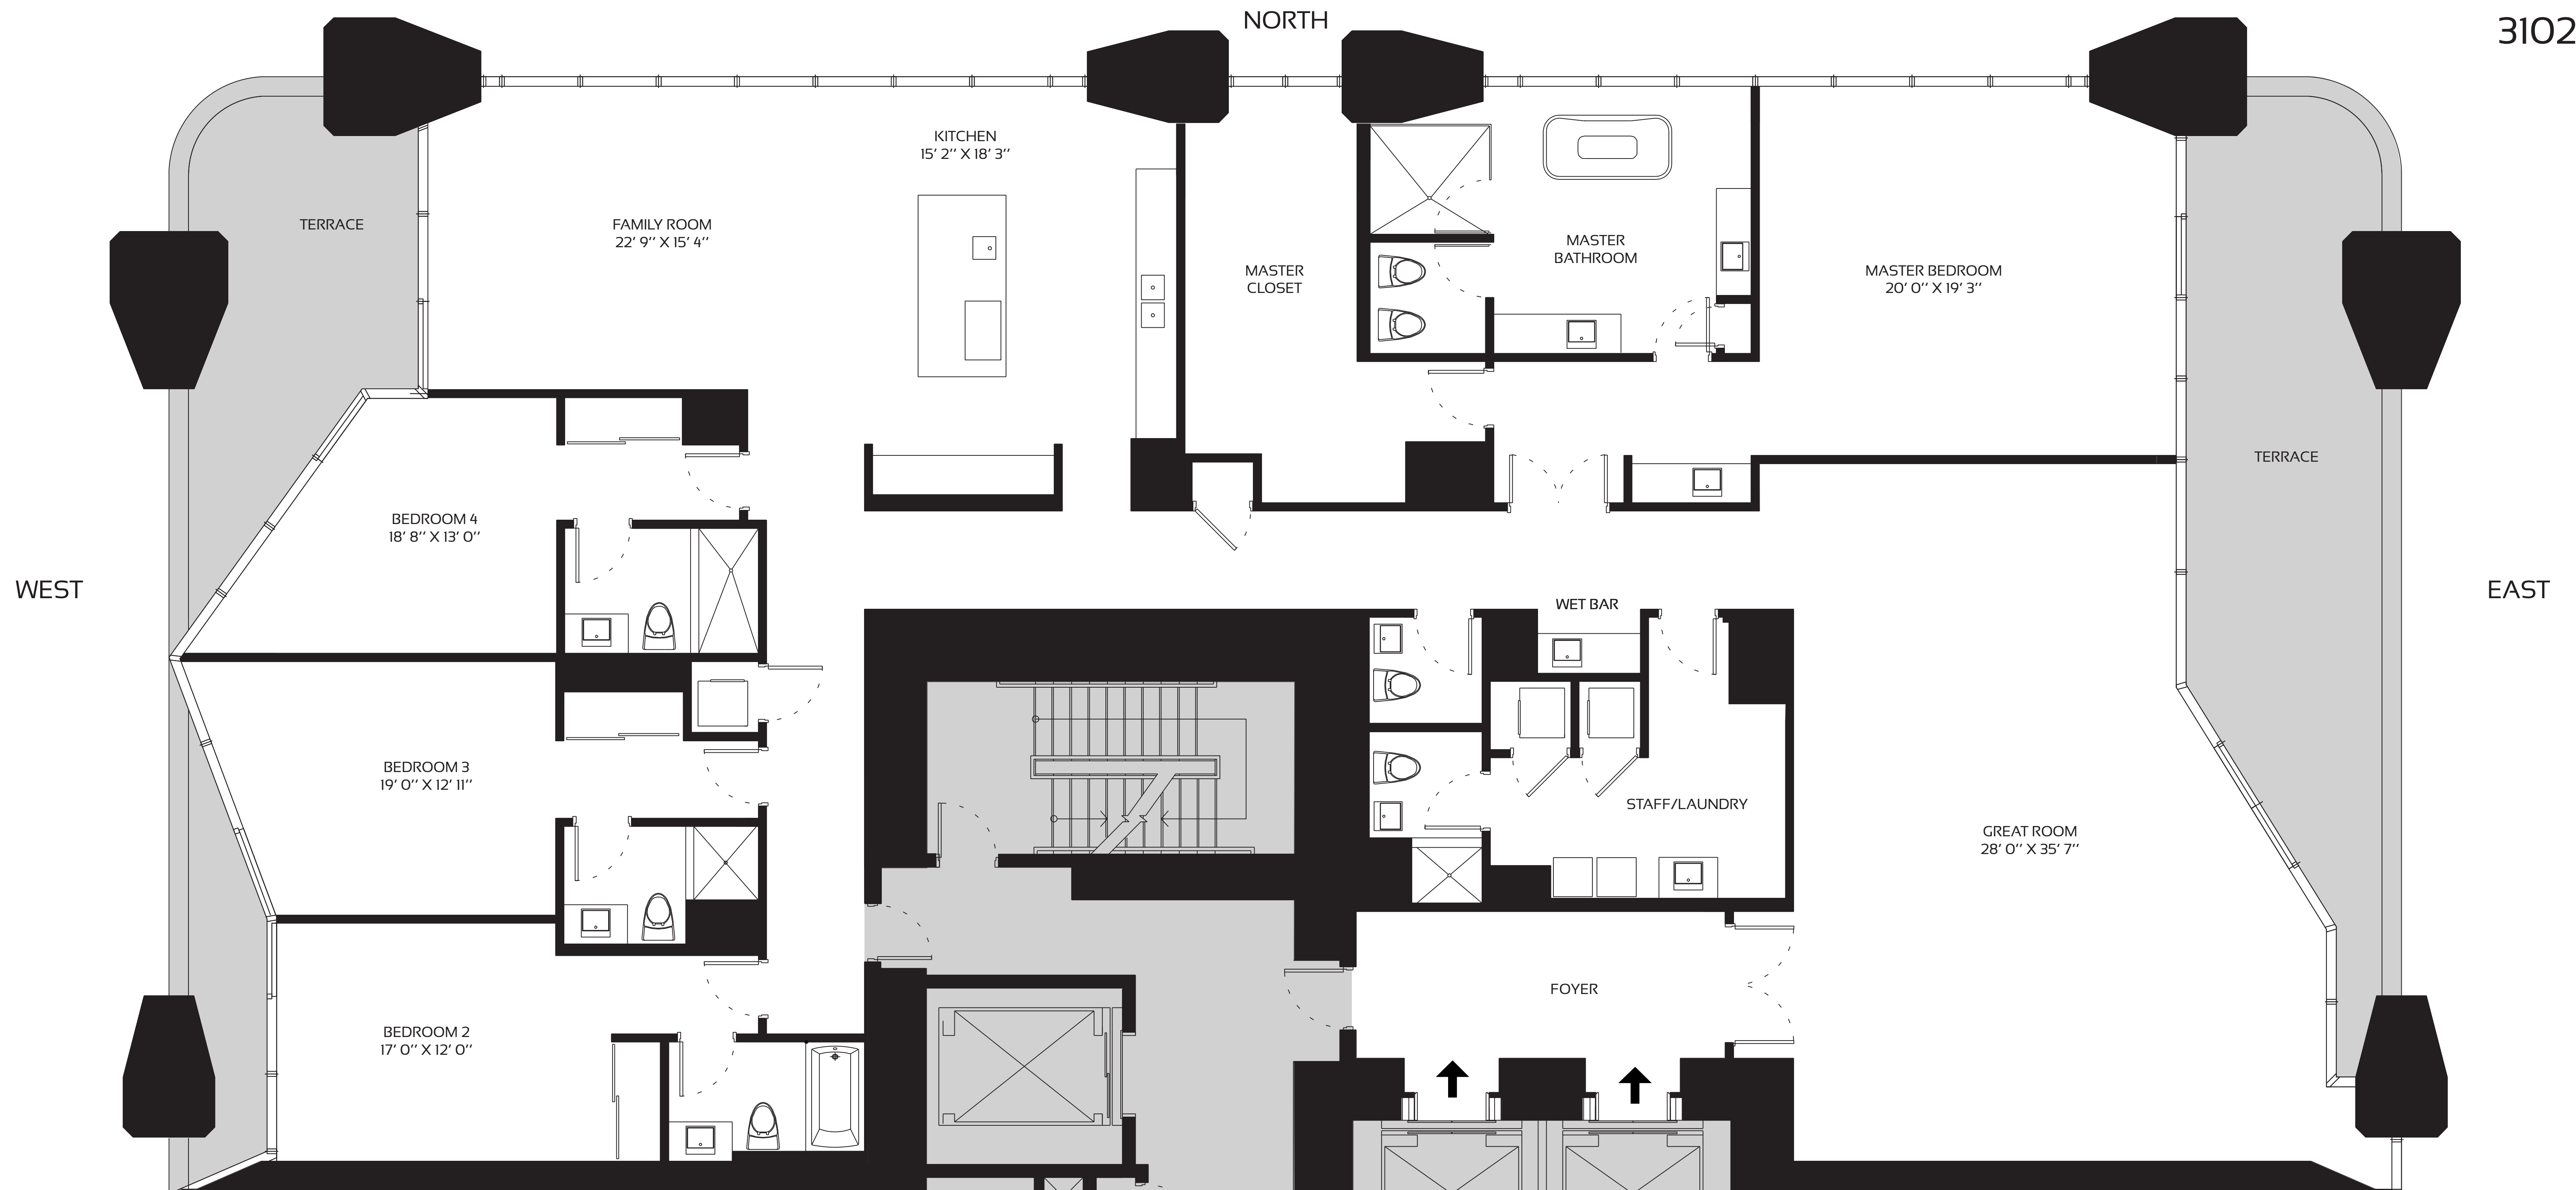 NORTH
3102
KITCHEN
15' 2'' X 18' 3''
TERRACE
FAMILY ROOM
22' 9'' X 15' 4''
MASTER
BATHROOM
MASTER
CLOSET
MASTER BEDROOM
20' 0'' X 19' 3''
TERRACE
BEDROOM 4
18' 8'' X 13' 0''
WEST
EAST
WET BAR
BEDROOM 3
19' 0'' X 12' 11''
STAFF/LAUNDRY
GREAT ROOM
28' 0'' X 35' 7''
FOYER
BEDROOM 2
17' 0'' X 12' 0''